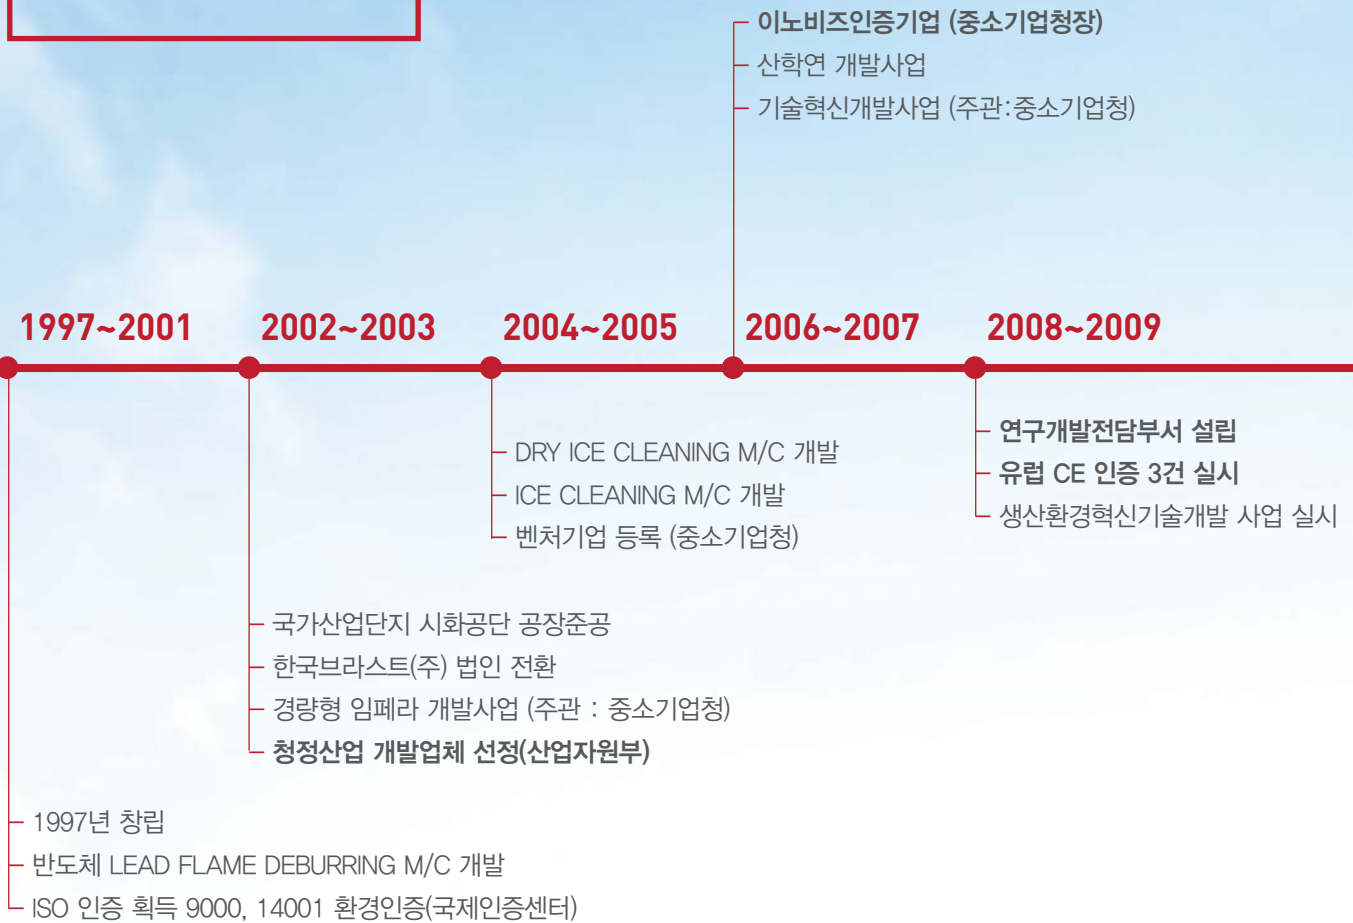 이노비즈인증기업 (중소기업청장)
산학연 개발사업
기술혁신개발사업 (주관:중소기업청)
1997~2001
2002~2003
2004~2005
2006~2007
2008~2009
DRY ICE CLEANING M/C 개발
ICE CLEANING M/C 개발
벤처기업 등록 (중소기업청)
연구개발전담부서 설립
유럽 CE 인증 3건 실시
생산환경혁신기술개발 사업 실시
국가산업단지 시화공단 공장준공
한국브라스트(주) 법인 전환
경량형 임페라 개발사업 (주관 : 중소기업청)
청정산업 개발업체 선정(산업자원부)
1997년 창립
반도체 LEAD FLAME DEBURRING M/C 개발
ISO 인증 획득 9000, 14001 환경인증(국제인증센터)